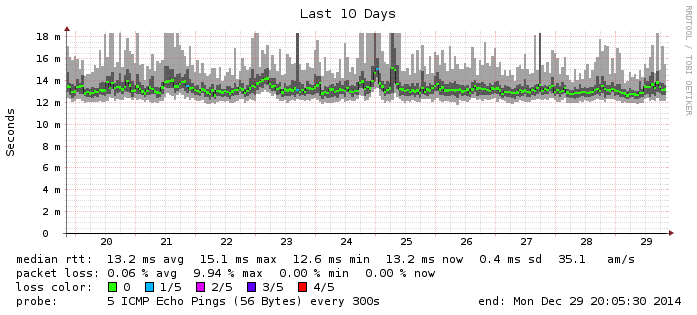 Last 10 Days
RRDTOOL / TOBI OETIKER
Seconds
18 m
16 m
14 m
12 m
10 m
8 m
6 m
4 m
2 m
0
20 21 22 23 24 25 26 27 28 29
median rtt: 13.2 ms avg 15.1 ms max 12.6 ms min 13.2 ms now 0.4 ms sd 35.1 am/s
packet loss: 0.06 % avg 9.94 % max 0.00 % min 0.00 % now
loss color: 0 1/5 2/5 3/5 4/5
probe: 5 ICMP Echo Pings (56 Bytes) every 300s end: Mon Dec 29 20:05:30 2014